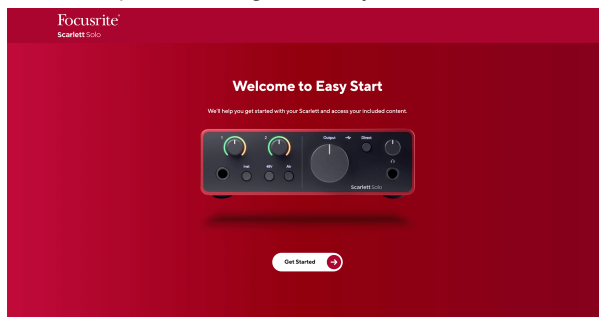 Focusrite®
Scarlett Solo
Welcome to Easy Start
We'll help you get started with your Scarlett and access your included content.
1 2 Output Direct
Inst 48V Air
Scarlett Solo
Get Started